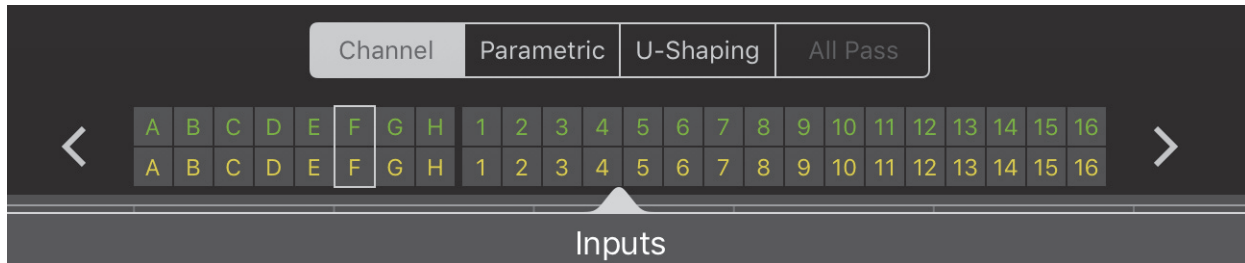 Channel Parametric U-Shaping All Pass
A B C D E F G H 1 2 3 4 5 6 7 8 9 10 11 12 13 14 15 16
A B C D E F G H 1 2 3 4 5 6 7 8 9 10 11 12 13 14 15 16
Inputs